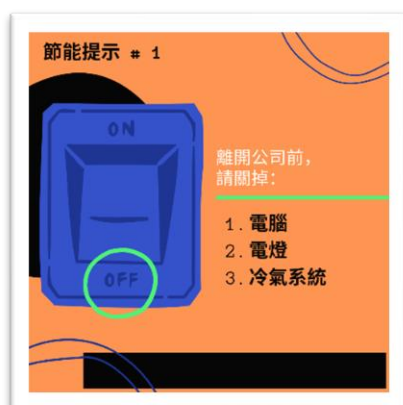 節能提示 # 1
ON
OFF
離開公司前，
請關掉：
1. 電腦
2. 電燈
3. 冷氣系統